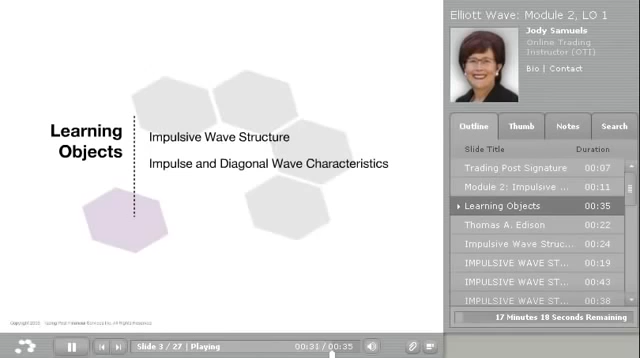 Elliott Wave: Module 2, LO 1
Jody Samuels
Online Trading
Instructor (OTI)
Bio | Contact
Learning
Objects
Impulsive Wave Structure
Impulse and Diagonal Wave Characteristics
Outline Thumb Notes Search
Slide Title Duration
Trading Post Signature 00:07
Module 2: Impulsive ... 00:11
Learning Objects 00:35
Thomas A. Edison 00:22
Impulsive Wave Struc... 00:24
IMPULSIVE WAVE ST... 00:19
IMPULSIVE WAVE ST... 00:43
IMPULSIVE WAVE ST... 00:38
17 Minutes 18 Seconds Remaining
Slide 3 / 27 | Playing
00:31 / 00:35